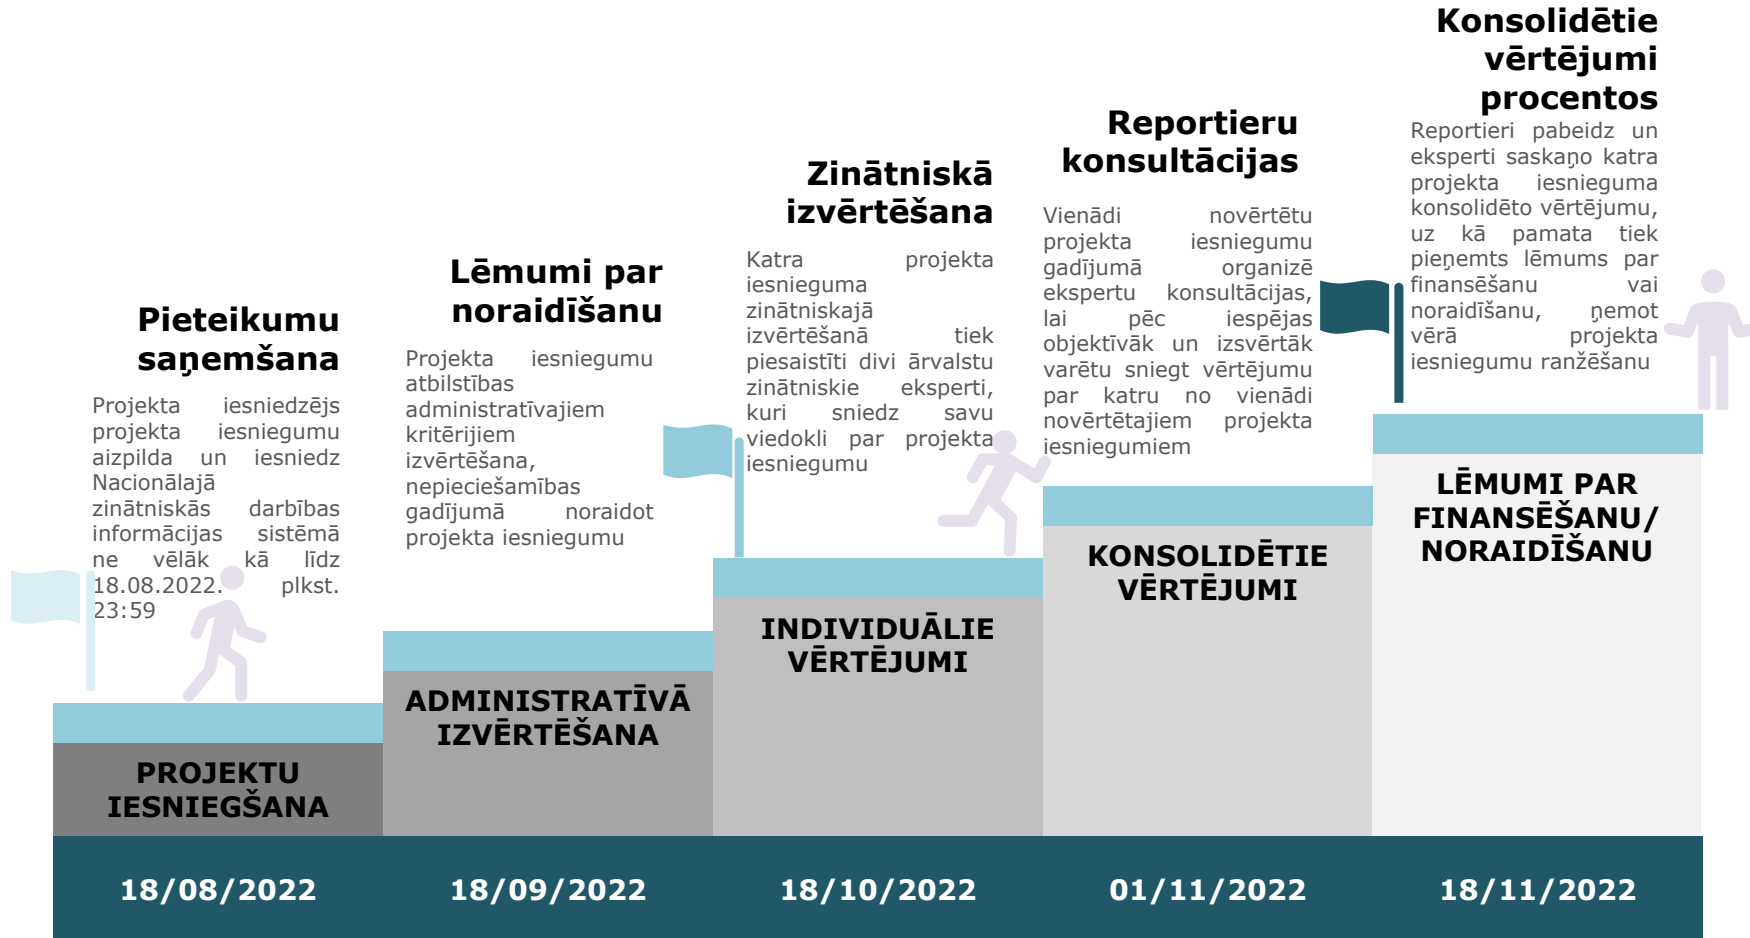 Pieteikumu
saņemšana
Projekta iesniedzējs
projekta iesniegumu
aizpilda un iesniedz
Nacionālajā
zinātniskās darbības
informācijas sistēmā
ne vēlāk kā līdz
18.08.2022. plkst.
23:59
PROJEKTU
IESNIEGŠANA
18/08/2022
Lēmumi par
noraidīšanu
Projekta iesniegumu
atbilstības
administratīvajiem
kritērijiem
izvērtēšana,
nepieciešamības
gadījumā noraidot
projekta iesniegumu
ADMINISTRATĪVĀ
IZVĒRTĒŠANA
18/09/2022
Zinātniskā
izvērtēšana
Katra projekta
iesnieguma
zinātniskajā
izvērtēšanā tiek
piesaistīti divi ārvalstu
zinātniskie eksperti,
kuri sniedz savu
viedokli par projekta
iesniegumu
INDIVIDUĀLIE
VĒRTĒJUMI
18/10/2022
Reportieru
konsultācijas
Vienādi novērtētu
projekta iesniegumu
gadījumā organizē
ekspertu konsultācijas,
lai pēc iespējas
objektīvāk un izsvērtāk
varētu sniegt vērtējumu
par katru no vienādi
novērtētajiem projekta
iesniegumiem
KONSOLIDĒTIE
VĒRTĒJUMI
01/11/2022
Konsolidētie
vērtējumi
procentos
Reportieri pabeidz un
eksperti saskaņo katra
projekta iesnieguma
konsolidēto vērtējumu,
uz kā pamata tiek
pieņemts lēmums par
finansēšanu vai
noraidīšanu, ņemot
vērā projekta
iesniegumu ranžēšanu
LĒMUMI PAR
FINANSĒŠANU/
NORAIDĪŠANU
18/11/2022